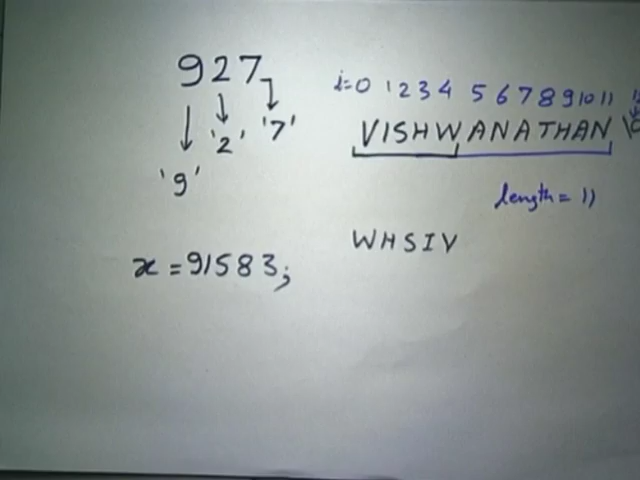 927
'9' '2' '7'
i=0 1 2 3 4 5 6 7 8 9 10 11
VISHWANATHAN \0
length = 11
WHSIV
x = 91583;